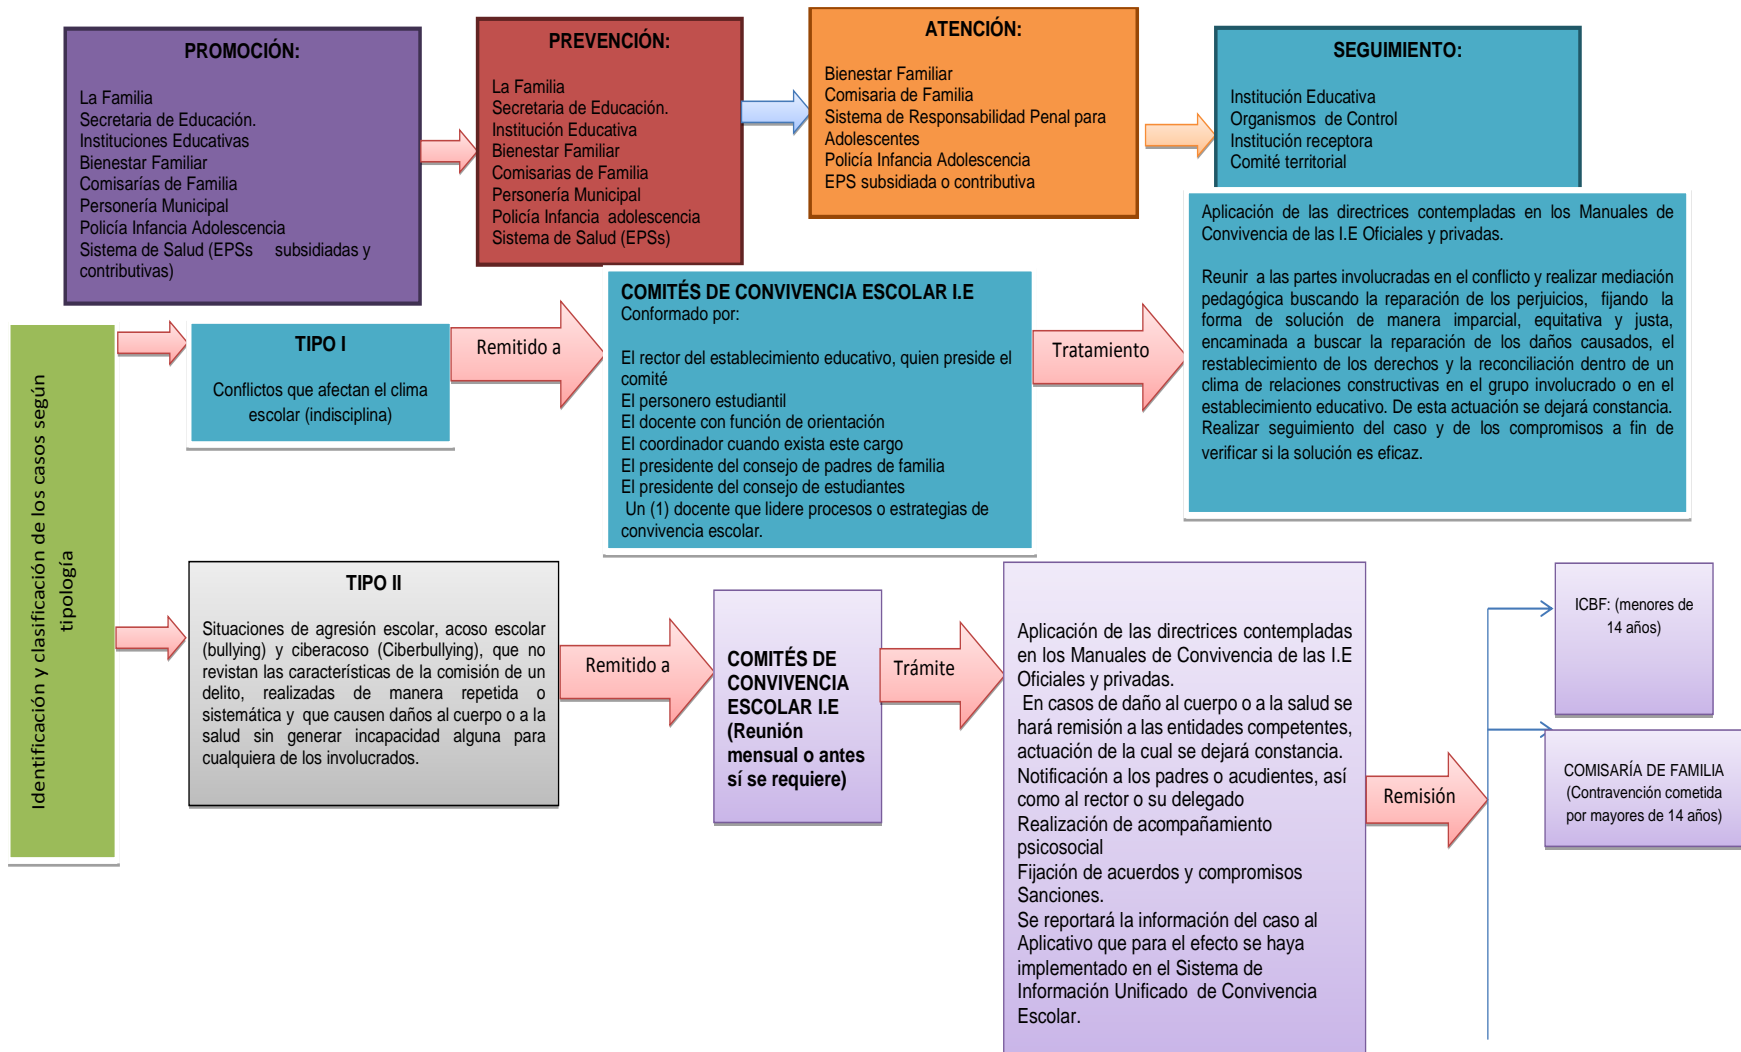 PROMOCIÓN:
La Familia
Secretaria de Educación.
Instituciones Educativas
Bienestar Familiar
Comisarías de Familia
Personería Municipal
Policía Infancia Adolescencia
Sistema de Salud (EPSs subsidiadas y
contributivas)
PREVENCIÓN:
La Familia
Secretaria de Educación.
Institución Educativa
Bienestar Familiar
Comisarias de Familia
Personería Municipal
Policía Infancia adolescencia
Sistema de Salud (EPSs)
ATENCIÓN:
Bienestar Familiar
Comisaria de Familia
Sistema de Responsabilidad Penal para
Adolescentes
Policía Infancia Adolescencia
EPS subsidiada o contributiva
SEGUIMIENTO:
Institución Educativa
Organismos de Control
Institución receptora
Comité territorial
Identificación y clasificación de los casos según
tipología
TIPO I
Conflictos que afectan el clima
escolar (indisciplina)
Remitido a
COMITÉS DE CONVIVENCIA ESCOLAR I.E
Conformado por:
El rector del establecimiento educativo, quien preside el
comité
El personero estudiantil
El docente con función de orientación
El coordinador cuando exista este cargo
El presidente del consejo de padres de familia
El presidente del consejo de estudiantes
Un (1) docente que lidere procesos o estrategias de
convivencia escolar.
Tratamiento
Aplicación de las directrices contempladas en los Manuales de
Convivencia de las I.E Oficiales y privadas.
Reunir a las partes involucradas en el conflicto y realizar mediación
pedagógica buscando la reparación de los perjuicios, fijando la
forma de solución de manera imparcial, equitativa y justa,
encaminada a buscar la reparación de los daños causados, el
restablecimiento de los derechos y la reconciliación dentro de un
clima de relaciones constructivas en el grupo involucrado o en el
establecimiento educativo. De esta actuación se dejará constancia.
Realizar seguimiento del caso y de los compromisos a fin de
verificar si la solución es eficaz.
TIPO II
Situaciones de agresión escolar, acoso escolar
(bullying) y ciberacoso (Ciberbullying), que no
revistan las características de la comisión de un
delito, realizadas de manera repetida o
sistemática y que causen daños al cuerpo o a la
salud sin generar incapacidad alguna para
cualquiera de los involucrados.
Remitido a
COMITÉS DE
CONVIVENCIA
ESCOLAR I.E
(Reunión
mensual o antes
sí se requiere)
Trámite
Aplicación de las directrices contempladas
en los Manuales de Convivencia de las I.E
Oficiales y privadas.
En casos de daño al cuerpo o a la salud se
hará remisión a las entidades competentes,
actuación de la cual se dejará constancia.
Notificación a los padres o acudientes, así
como al rector o su delegado
Realización de acompañamiento
psicosocial
Fijación de acuerdos y compromisos
Sanciones.
Se reportará la información del caso al
Aplicativo que para el efecto se haya
implementado en el Sistema de
Información Unificado de Convivencia
Escolar.
Remisión
ICBF: (menores de
14 años)
COMISARÍA DE FAMILIA
(Contravención cometida
por mayores de 14 años)